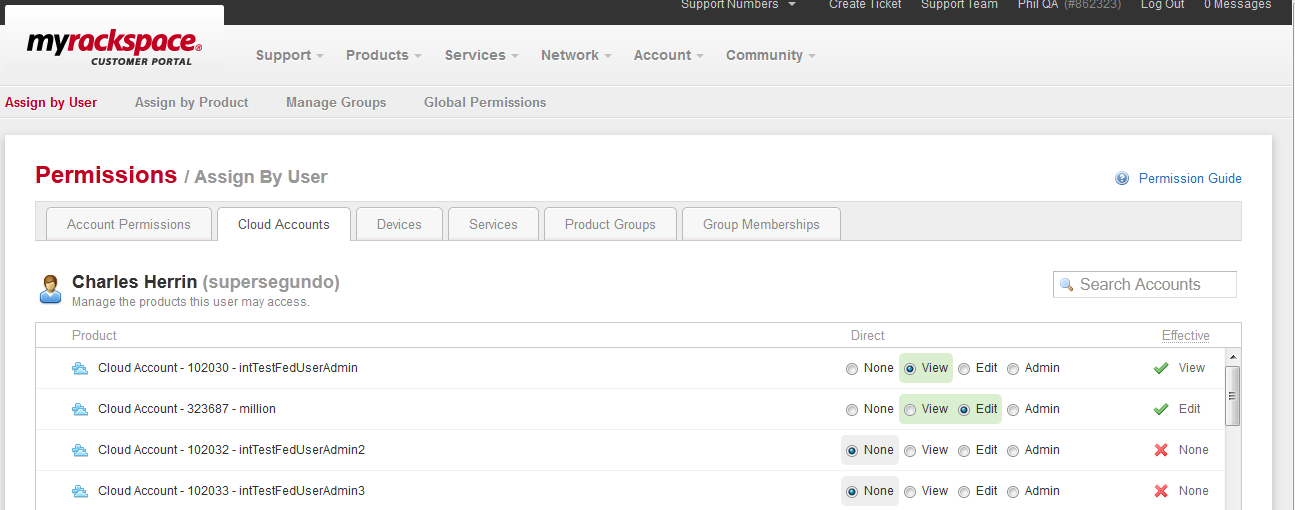 Support Numbers Create Ticket Support Team Phil QA (#862323) Log Out 0 Messages
myrackspace®
CUSTOMER PORTAL
Support Products Services Network Account Community
Assign by User Assign by Product Manage Groups Global Permissions
Permissions / Assign By User
Permission Guide
Account Permissions Cloud Accounts Devices Services Product Groups Group Memberships
Charles Herrin (supersegundo)
Manage the products this user may access.
Search Accounts
Product Direct Effective
Cloud Account - 102030 - intTestFedUserAdmin None View Edit Admin View
Cloud Account - 323687 - million None View Edit Admin Edit
Cloud Account - 102032 - intTestFedUserAdmin2 None View Edit Admin None
Cloud Account - 102033 - intTestFedUserAdmin3 None View Edit Admin None